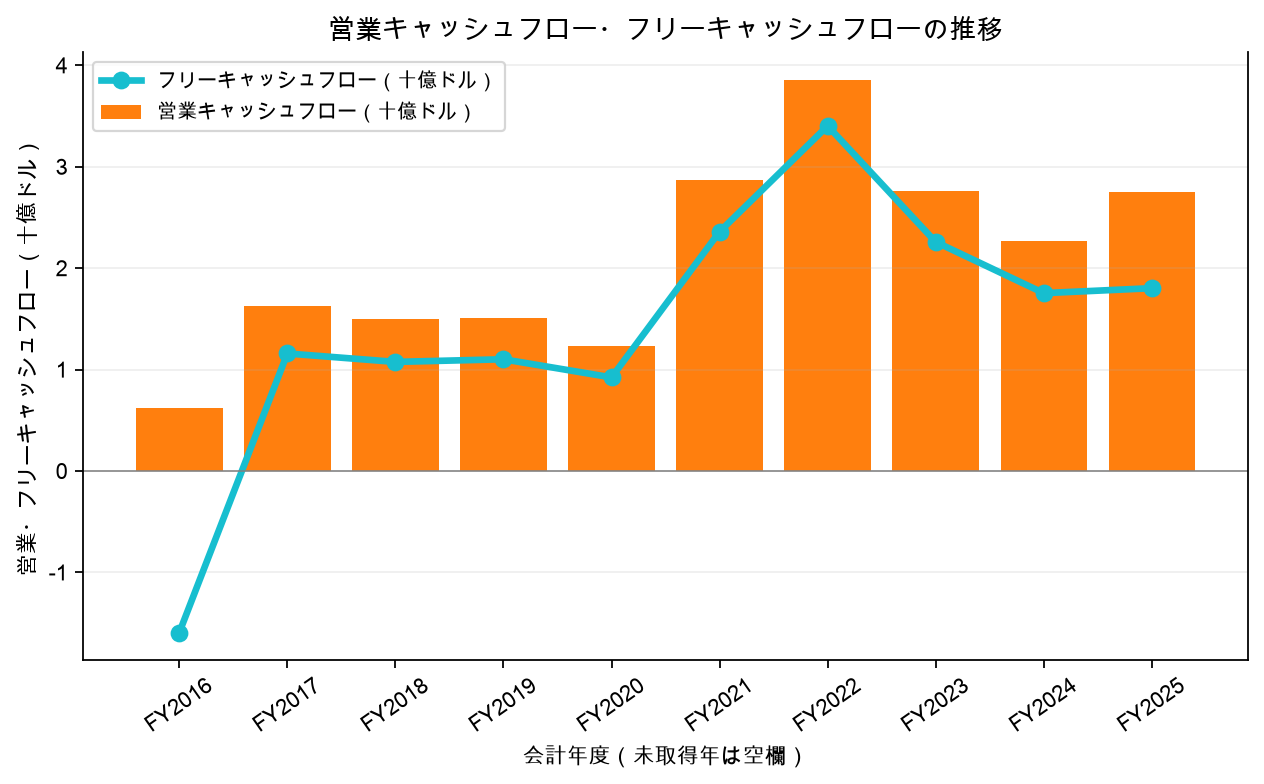 営業キャッシュフロー・フリーキャッシュフローの推移
フリーキャッシュフロー(十億ドル)
営業キャッシュフロー(十億ドル)
営業・フリーキャッシュフロー(十億ドル)
4
3
2
1
0
-1
FY2016
FY2017
FY2018
FY2019
FY2020
FY2021
FY2022
FY2023
FY2024
FY2025
会計年度(未取得年は空欄)